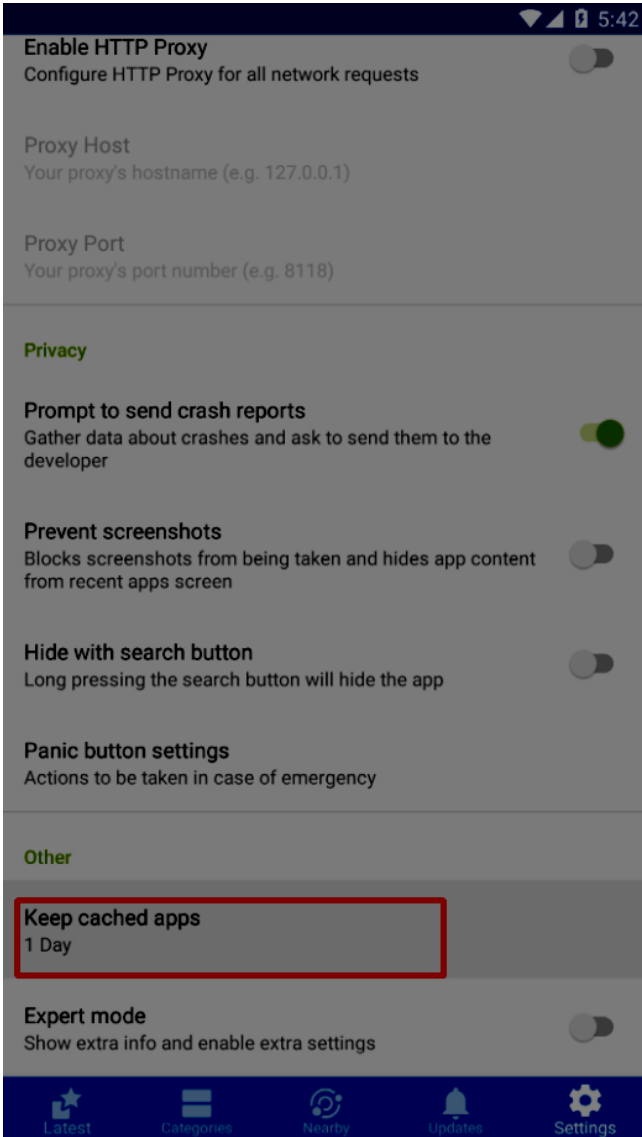 5:42
Enable HTTP Proxy
Configure HTTP Proxy for all network requests
Proxy Host
Your proxy's hostname (e.g. 127.0.0.1)
Proxy Port
Your proxy's port number (e.g. 8118)
Privacy
Prompt to send crash reports
Gather data about crashes and ask to send them to the
developer
Prevent screenshots
Blocks screenshots from being taken and hides app content
from recent apps screen
Hide with search button
Long pressing the search button will hide the app
Panic button settings
Actions to be taken in case of emergency
Other
Keep cached apps
1 Day
Expert mode
Show extra info and enable extra settings
Latest Categories Nearby Updates Settings